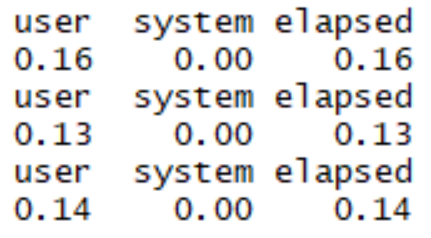 user  system elapsed
0.16    0.00    0.16
user  system elapsed
0.13    0.00    0.13
user  system elapsed
0.14    0.00    0.14